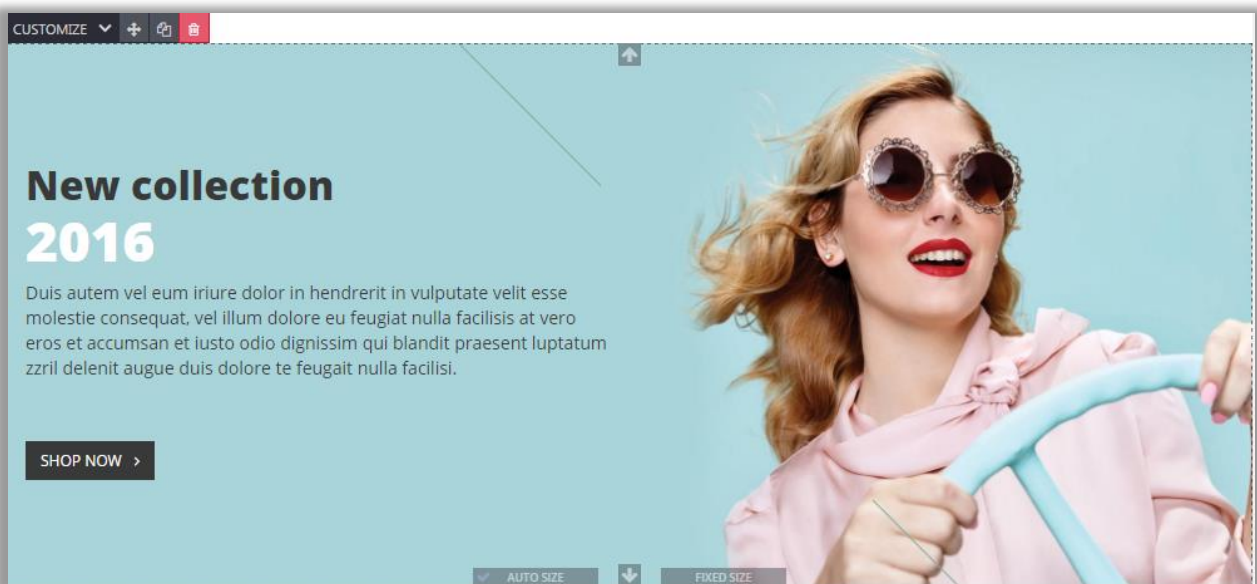 CUSTOMIZE
New collection
2016
Duis autem vel eum iriure dolor in hendrerit in vulputate velit esse
molestie consequat, vel illum dolore eu feugiat nulla facilisis at vero
eros et accumsan et iusto odio dignissim qui blandit praesent luptatum
zzril delenit augue duis dolore te feugait nulla facilisi.
SHOP NOW >
AUTO SIZE
FIXED SIZE